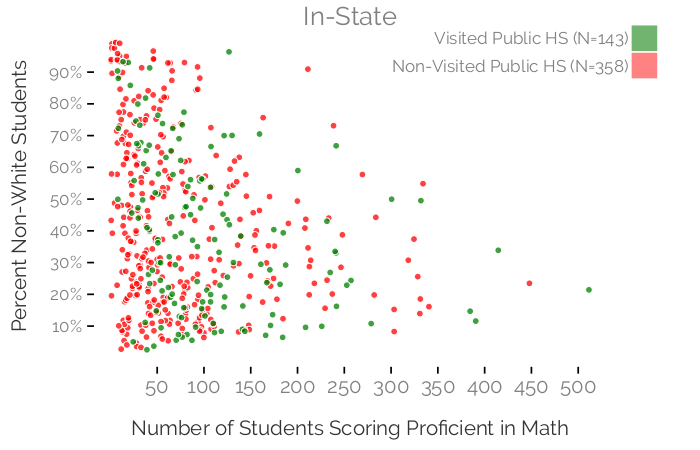 In-State
Visited Public HS (N=143)
Non-Visited Public HS (N=358)
Percent Non-White Students
90%
80%
70%
60%
50%
40%
30%
20%
10%
50 100 150 200 250 300 350 400 450 500
Number of Students Scoring Proficient in Math